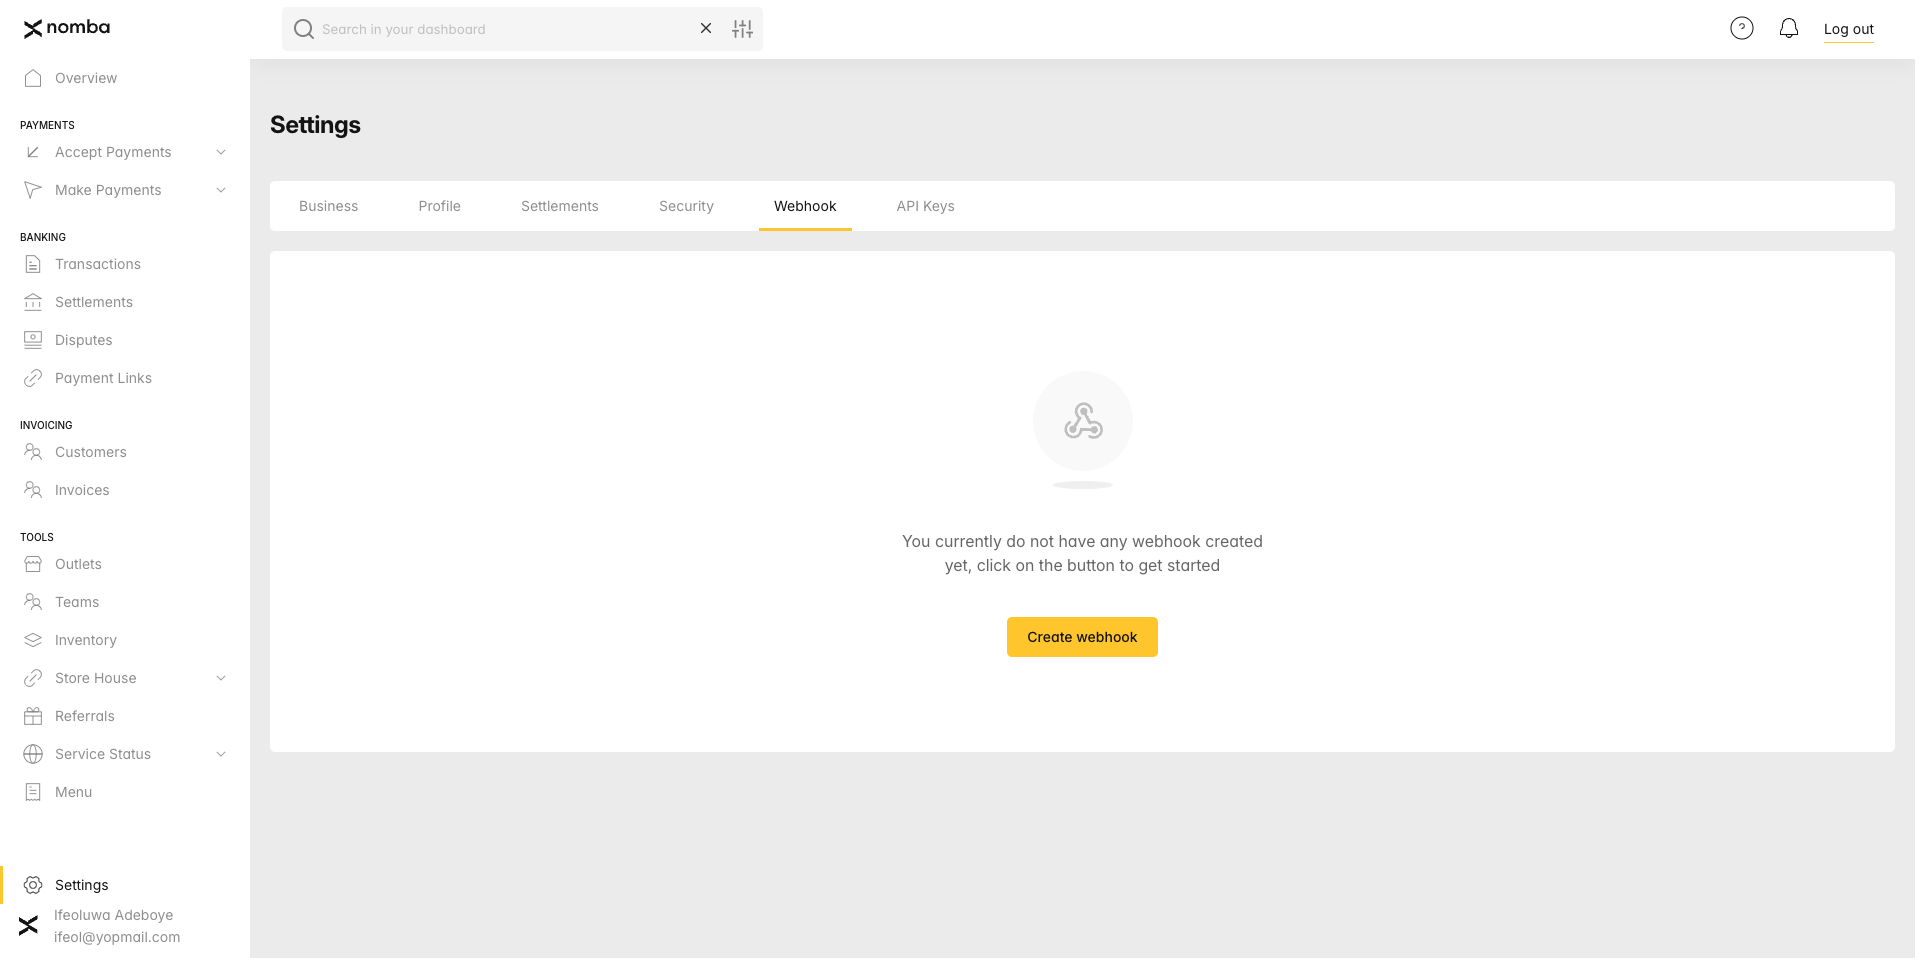 nomba
Search in your dashboard
Log out
Overview
PAYMENTS
Accept Payments
Make Payments
BANKING
Transactions
Settlements
Disputes
Payment Links
INVOICING
Customers
Invoices
TOOLS
Outlets
Teams
Inventory
Store House
Referrals
Service Status
Menu
Settings
Ifeoluwa Adeboye
ifeol@yopmail.com
Settings
Business
Profile
Settlements
Security
Webhook
API Keys
You currently do not have any webhook created
yet, click on the button to get started
Create webhook